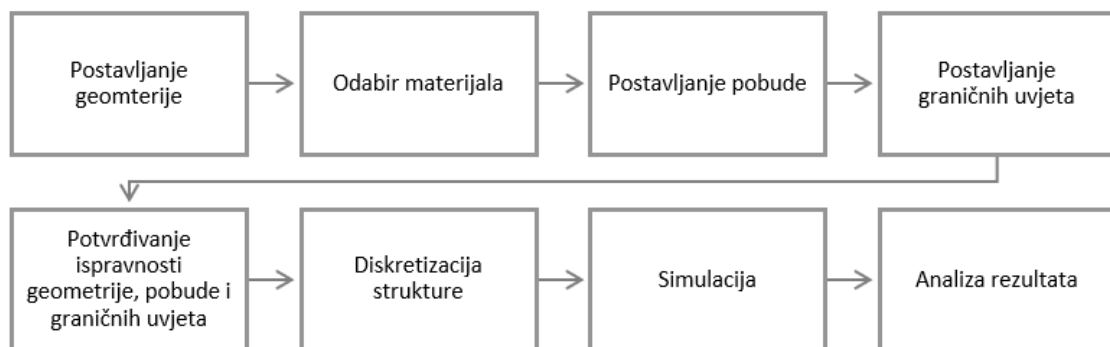 Postavljanje
geomterije
Odabir materijala
Postavljanje pobude
Postavljanje
graničnih uvjeta
Potvrđivanje
ispravnosti
geometrije, pobude i
graničnih uvjeta
Diskretizacija
strukture
Simulacija
Analiza rezultata